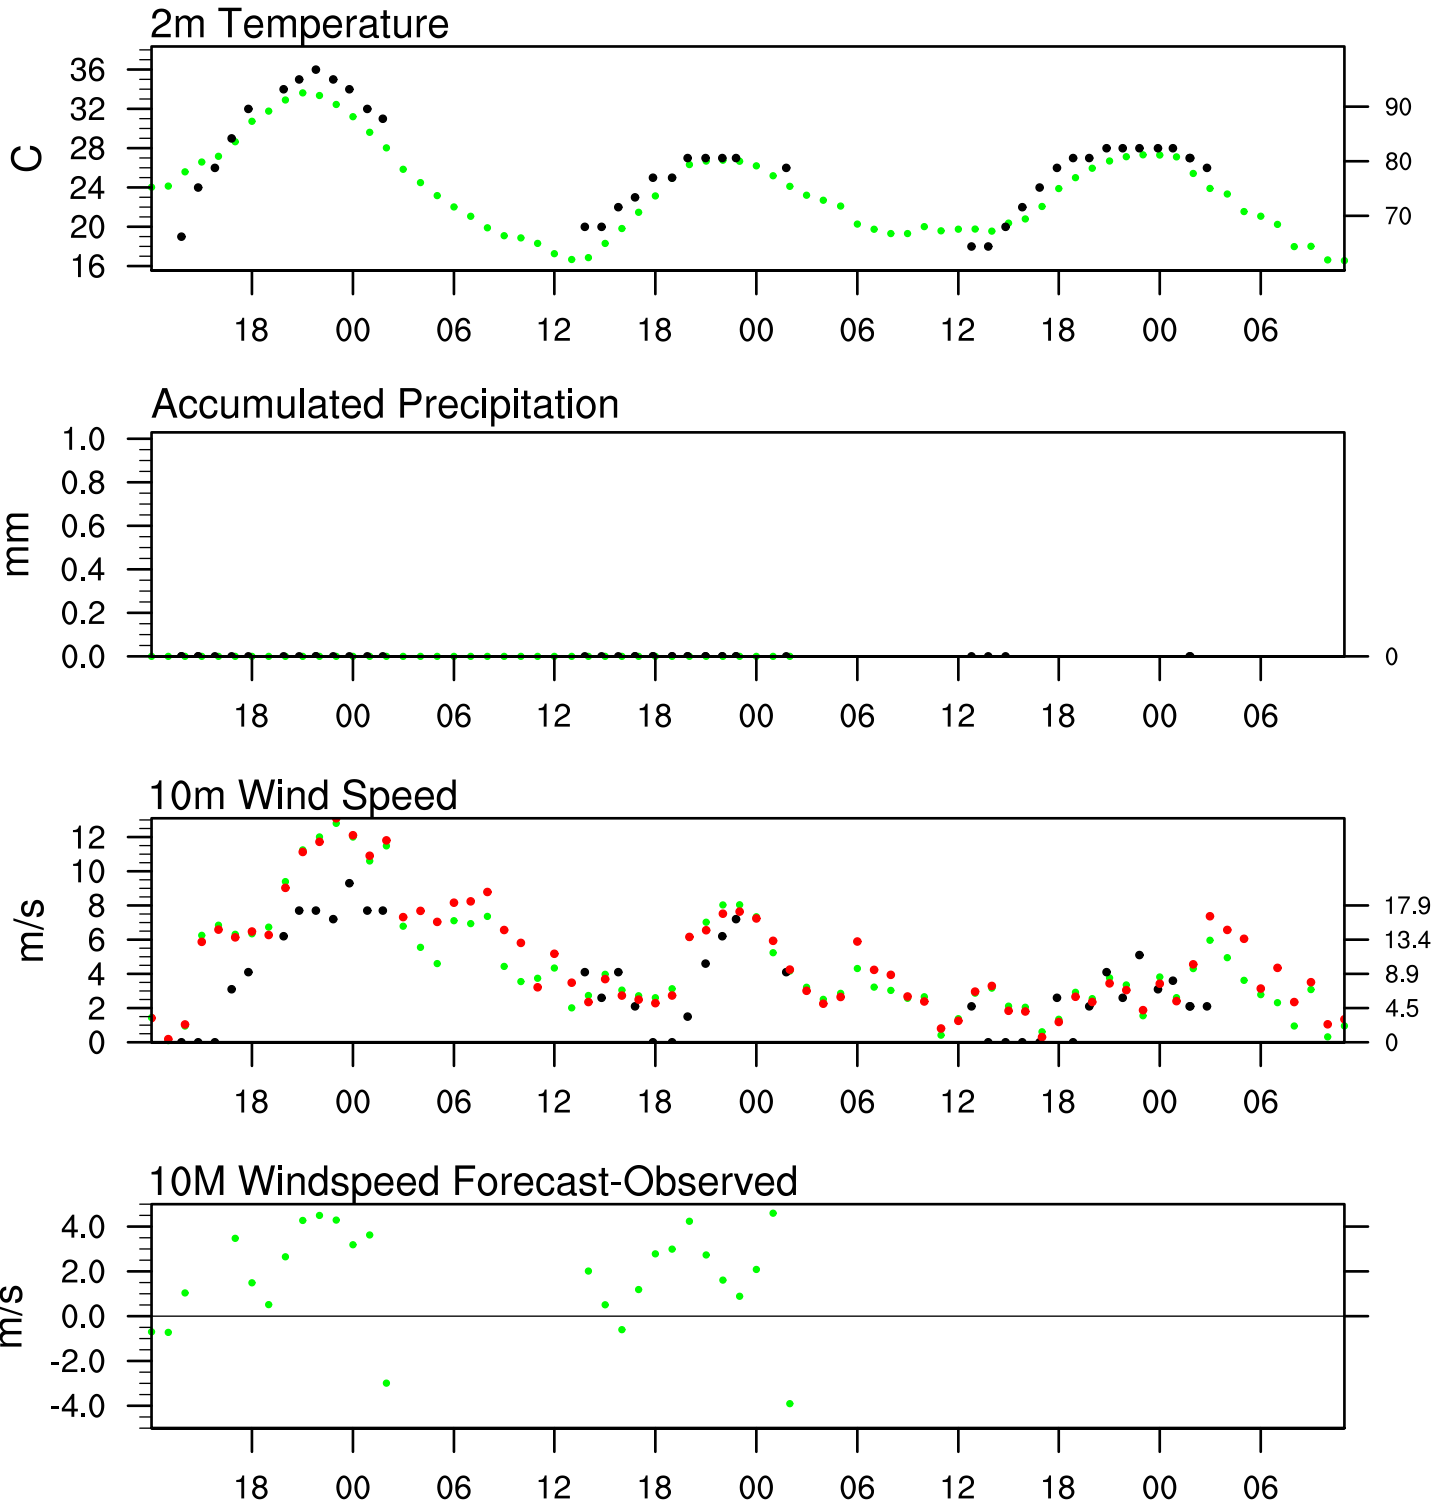 2m Temperature
36
32
28
24
20
16
C
90
80
70
18 00 06 12 18 00 06 12 18 00 06
Accumulated Precipitation
1.0
0.8
0.6
0.4
0.2
0.0
mm
0
18 00 06 12 18 00 06 12 18 00 06
10m Wind Speed
12
10
8
6
4
2
0
m/s
17.9
13.4
8.9
4.5
0
18 00 06 12 18 00 06 12 18 00 06
10M Windspeed Forecast-Observed
4.0
2.0
0.0
-2.0
-4.0
m/s
18 00 06 12 18 00 06 12 18 00 06